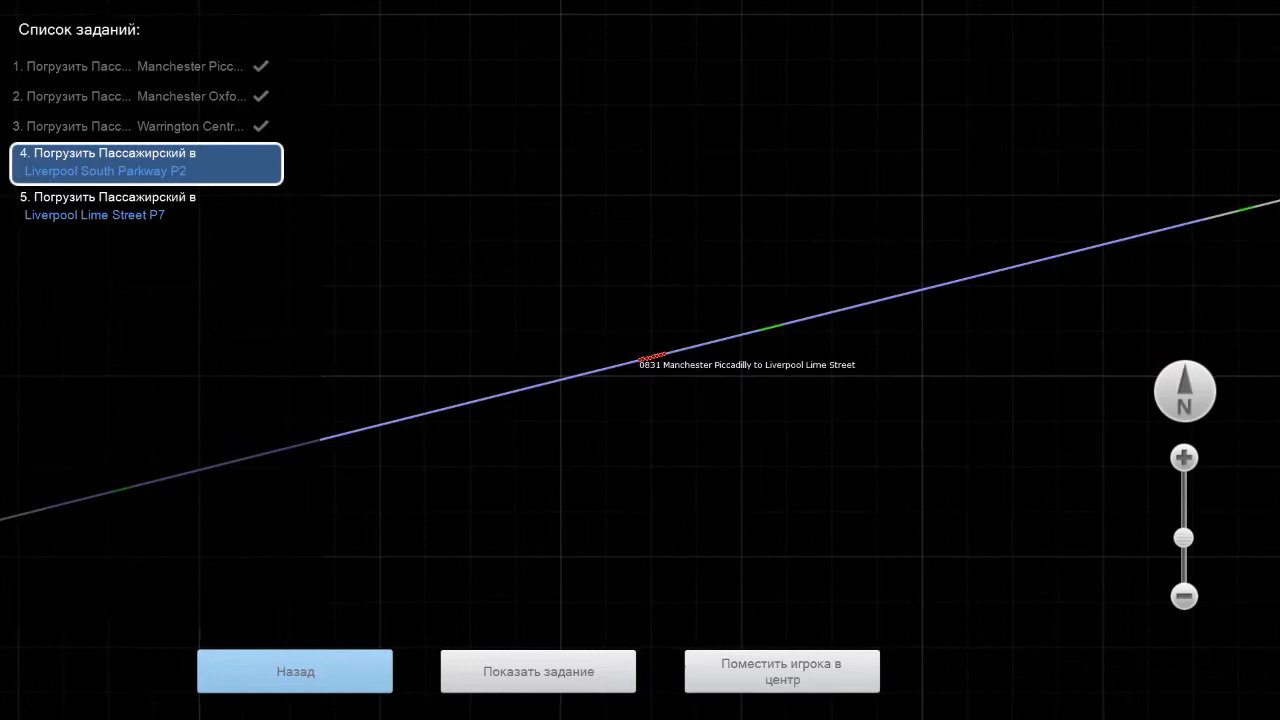 Список заданий:
1. Погрузить Пасс... Manchester Picc...
2. Погрузить Пасс... Manchester Oxfo...
3. Погрузить Пасс... Warrington Centr...
4. Погрузить Пассажирский в
Liverpool South Parkway P2
5. Погрузить Пассажирский в
Liverpool Lime Street P7
0831 Manchester Piccadilly to Liverpool Lime Street
N
Назад
Показать задание
Поместить игрока в
центр